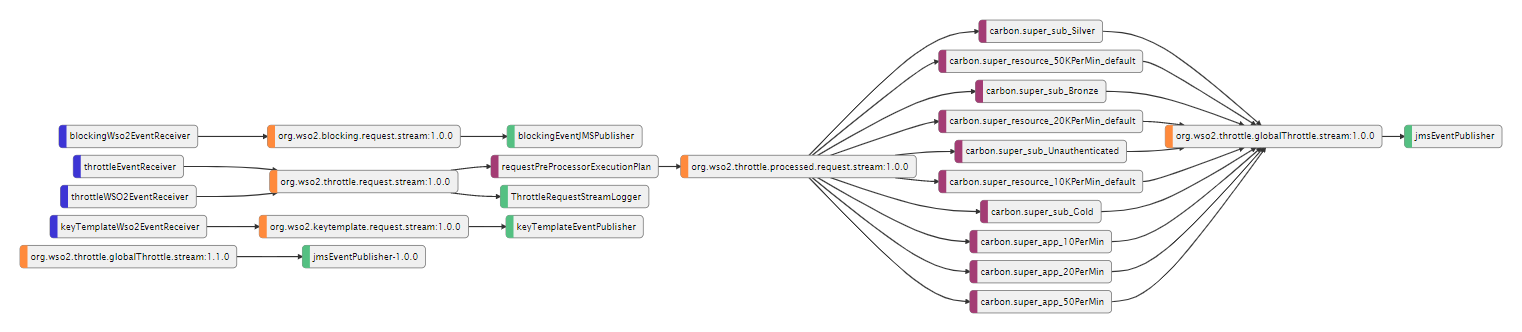 blockingWso2EventReceiver
org.wso2.blocking.request.stream:1.0.0
blockingEventJMSPublisher
throttleEventReceiver
throttleWSO2EventReceiver
org.wso2.throttle.request.stream:1.0.0
requestPreProcessorExecutionPlan
ThrottleRequestStreamLogger
keyTemplateWso2EventReceiver
org.wso2.keytemplate.request.stream:1.0.0
keyTemplateEventPublisher
org.wso2.throttle.globalThrottle.stream:1.1.0
jmsEventPublisher-1.0.0
org.wso2.throttle.processed.request.stream:1.0.0
carbon.super_sub_Silver
carbon.super_resource_50KPerMin_default
carbon.super_sub_Bronze
carbon.super_resource_20KPerMin_default
carbon.super_sub_Unauthenticated
carbon.super_resource_10KPerMin_default
carbon.super_sub_Gold
carbon.super_app_10PerMin
carbon.super_app_20PerMin
carbon.super_app_50PerMin
org.wso2.throttle.globalThrottle.stream:1.0.0
jmsEventPublisher